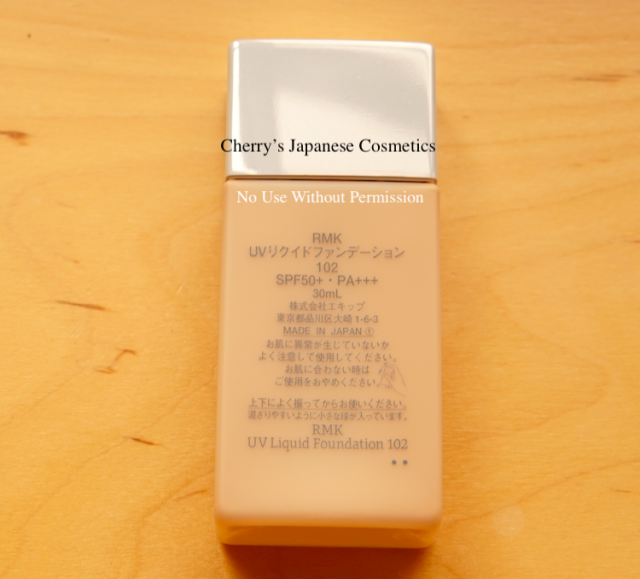 Cherry's Japanese Cosmetics
No Use Without Permission
RMK
UVリクイドファンデーション
102
SPF50+・PA+++
30mL
株式会社エキップ
東京都品川区大崎 1-6-3
MADE IN JAPAN ①
お肌に異常が生じていないか
よく注意して使用してください。
お肌に合わない時は
ご使用をおやめください。
上下によく振ってからお使いください。
混ざりやすいように小さな球が入っています。
RMK
UV Liquid Foundation 102